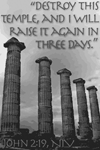 “DESTROY THIS
TEMPLE, AND I WILL
RAISE IT AGAIN IN
THREE DAYS.”
JOHN 2:19, NIV